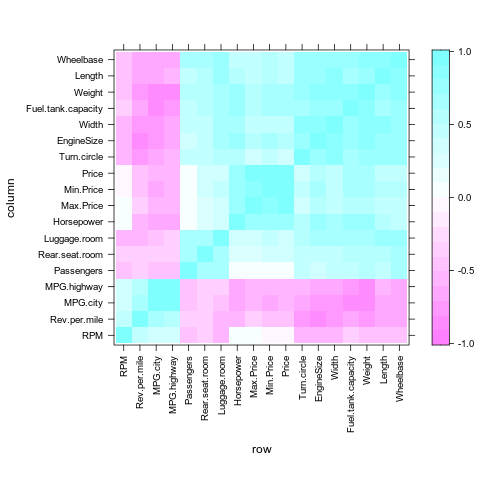 Wheelbase
Length
Weight
Fuel.tank.capacity
Width
EngineSize
Turn.circle
Price
Min.Price
Max.Price
Horsepower
Luggage.room
Rear.seat.room
Passengers
MPG.highway
MPG.city
Rev.per.mile
RPM
column
RPM
Rev.per.mile
MPG.city
MPG.highway
Passengers
Rear.seat.room
Luggage.room
Horsepower
Max.Price
Min.Price
Price
Turn.circle
EngineSize
Width
Fuel.tank.capacity
Weight
Length
Wheelbase
row
1.0
0.5
0.0
-0.5
-1.0